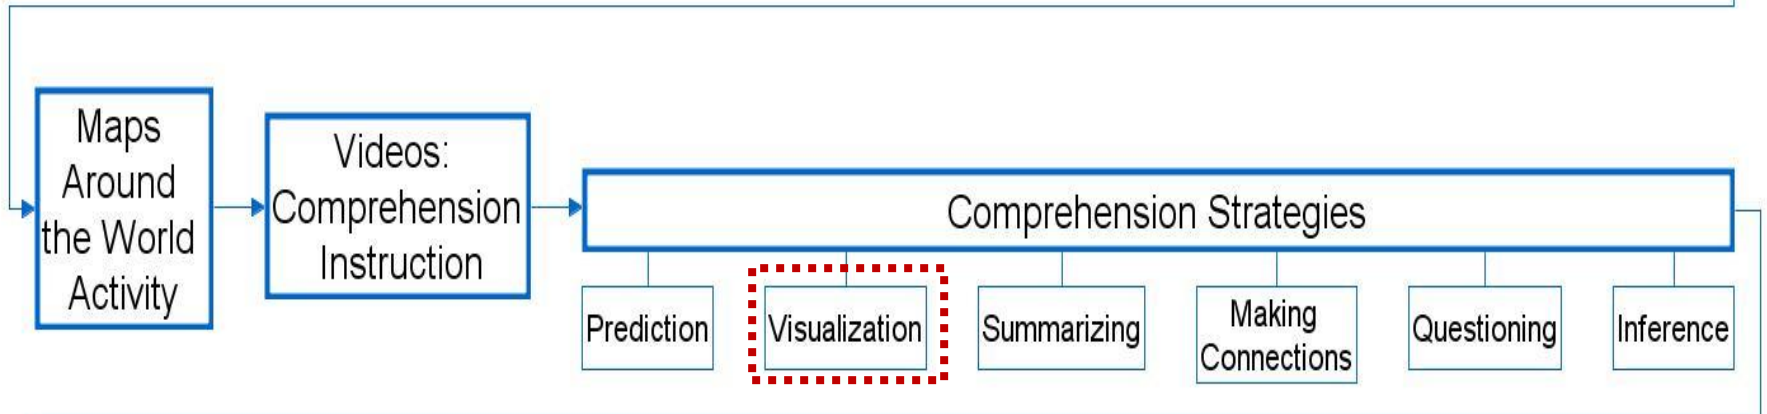 Maps
Around
the World
Activity
Videos:
Comprehension
Instruction
Comprehension Strategies
Prediction
Visualization
Summarizing
Making
Connections
Questioning
Inference